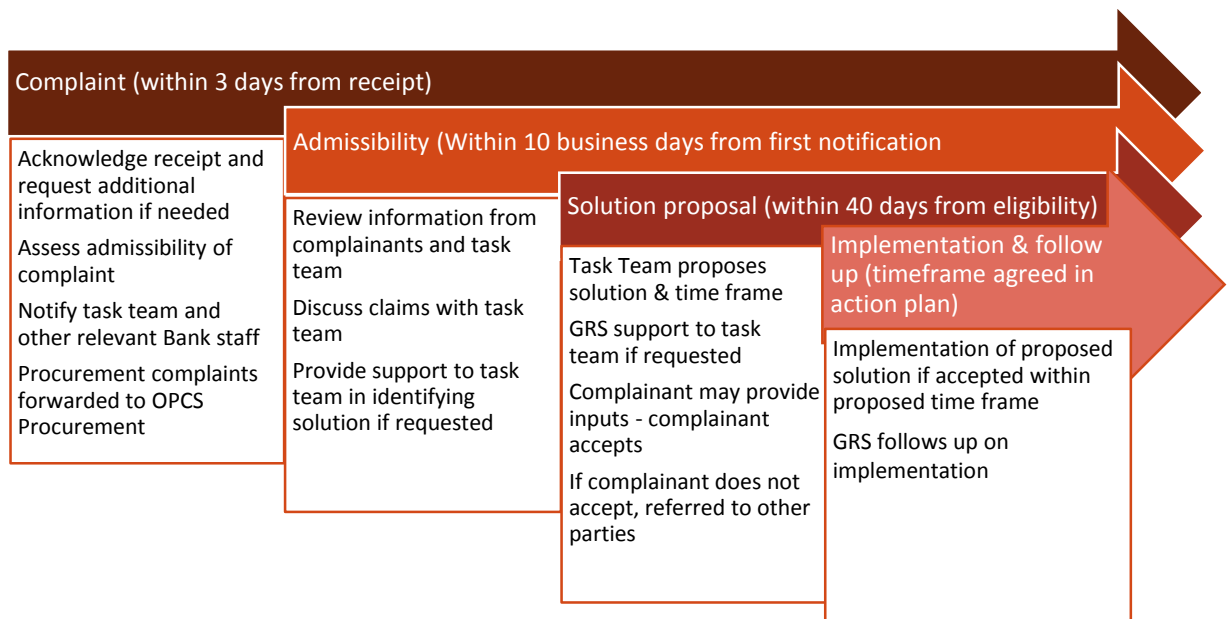 Complaint (within 3 days from receipt)
Acknowledge receipt and
request additional
information if needed
Assess admissibility of
complaint
Notify task team and
other relevant Bank staff
Procurement complaints
forwarded to OPCS
Procurement
Admissibility (Within 10 business days from first notification
Review information from
complainants and task
team
Discuss claims with task
team
Provide support to task
team in identifying
solution if requested
Solution proposal (within 40 days from eligibility)
Task Team proposes
solution & time frame
GRS support to task
team if requested
Complainant may provide
inputs - complainant
accepts
If complainant does not
accept, referred to other
parties
Implementation & follow
up (timeframe agreed in
action plan)
Implementation of proposed
solution if accepted within
proposed time frame
GRS follows up on
implementation